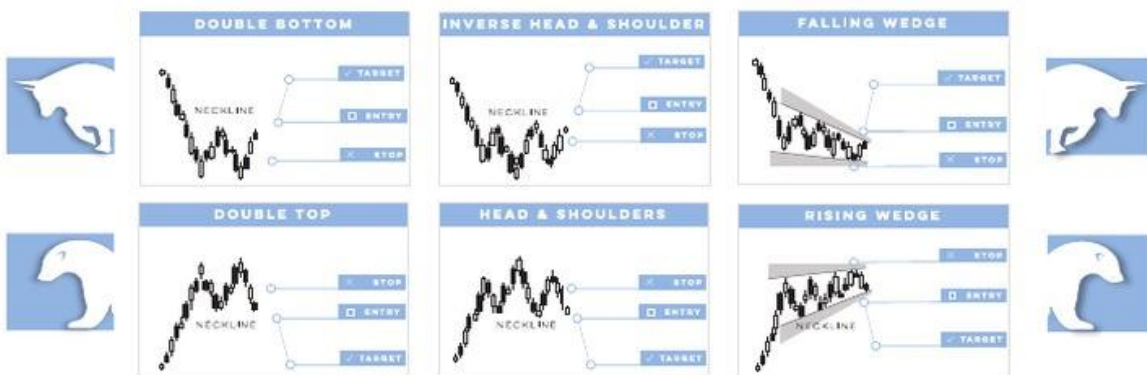 DOUBLE BOTTOM
NECKLINE
TARGET
ENTRY
STOP
INVERSE HEAD & SHOULDER
NECKLINE
TARGET
ENTRY
STOP
FALLING WEDGE
TARGET
ENTRY
STOP
DOUBLE TOP
STOP
ENTRY
NECKLINE
TARGET
HEAD & SHOULDERS
STOP
ENTRY
NECKLINE
TARGET
RISING WEDGE
STOP
ENTRY
NECKLINE
TARGET